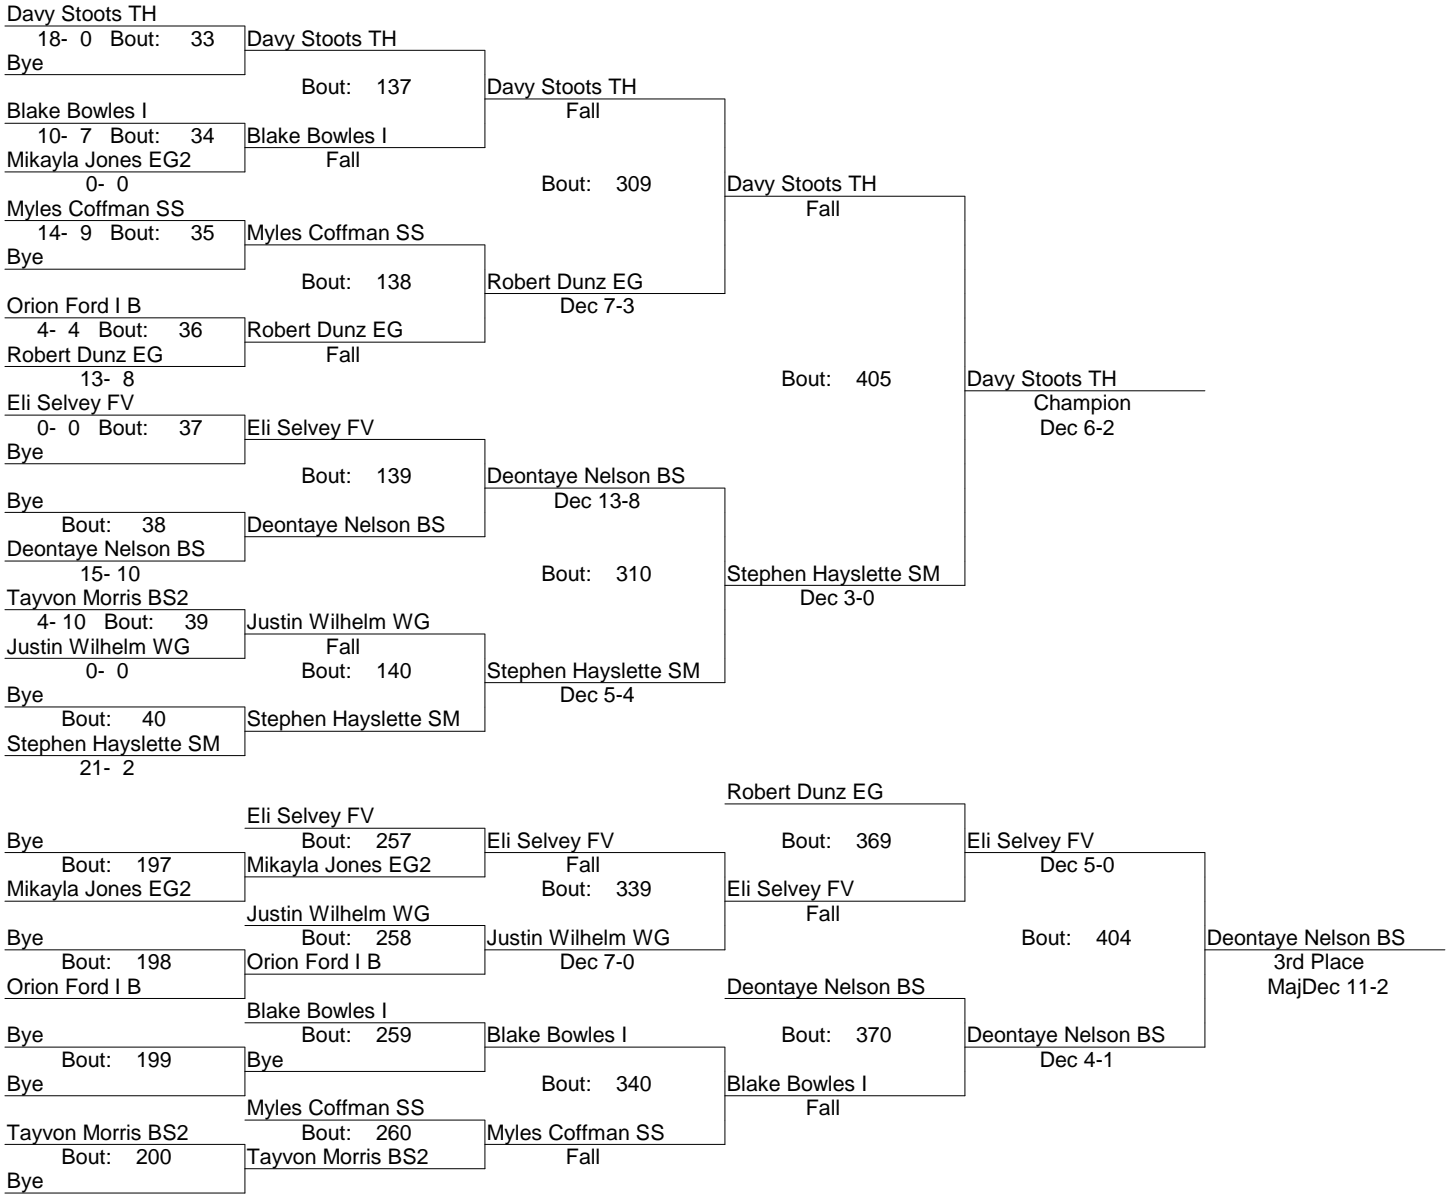 Davy Stoots TH
18- 0 Bout: 33 Davy Stoots TH
Bye
Bout: 137 Davy Stoots TH
Fall
Blake Bowles I
10- 7 Bout: 34 Blake Bowles I
Mikayla Jones EG2 Fall
0- 0 Bout: 309 Davy Stoots TH
Fall
Myles Coffman SS
14- 9 Bout: 35 Myles Coffman SS
Bye
Bout: 138 Robert Dunz EG
Dec 7-3
Orion Ford I B
4- 4 Bout: 36 Robert Dunz EG
Robert Dunz EG Fall
13- 8 Bout: 405 Davy Stoots TH
Champion
Dec 6-2
Eli Selvey FV
0- 0 Bout: 37 Eli Selvey FV
Bye
Bout: 139 Deontaye Nelson BS
Dec 13-8
Bye
Bout: 38 Deontaye Nelson BS
Deontaye Nelson BS
15- 10 Bout: 310 Stephen Hayslette SM
Dec 3-0
Tayvon Morris BS2
4- 10 Bout: 39 Justin Wilhelm WG
Justin Wilhelm WG Fall
0- 0 Bout: 140 Stephen Hayslette SM
Dec 5-4
Bye
Bout: 40 Stephen Hayslette SM
Stephen Hayslette SM
21- 2
Robert Dunz EG
Eli Selvey FV
Bye Bout: 257 Eli Selvey FV Bout: 369 Eli Selvey FV
Bout: 197 Mikayla Jones EG2 Fall Dec 5-0
Mikayla Jones EG2 Bout: 339 Eli Selvey FV
Justin Wilhelm WG Fall
Bye Bout: 258 Justin Wilhelm WG Bout: 404 Deontaye Nelson BS
Bout: 198 Orion Ford I B Dec 7-0 3rd Place
Orion Ford I B Deontaye Nelson BS MajDec 11-2
Blake Bowles I
Bye Bout: 259 Blake Bowles I Bout: 370 Deontaye Nelson BS
Bout: 199 Bye Dec 4-1
Bye Bout: 340 Blake Bowles I
Myles Coffman SS Fall
Tayvon Morris BS2 Bout: 260 Myles Coffman SS
Bout: 200 Tayvon Morris BS2 Fall
Bye